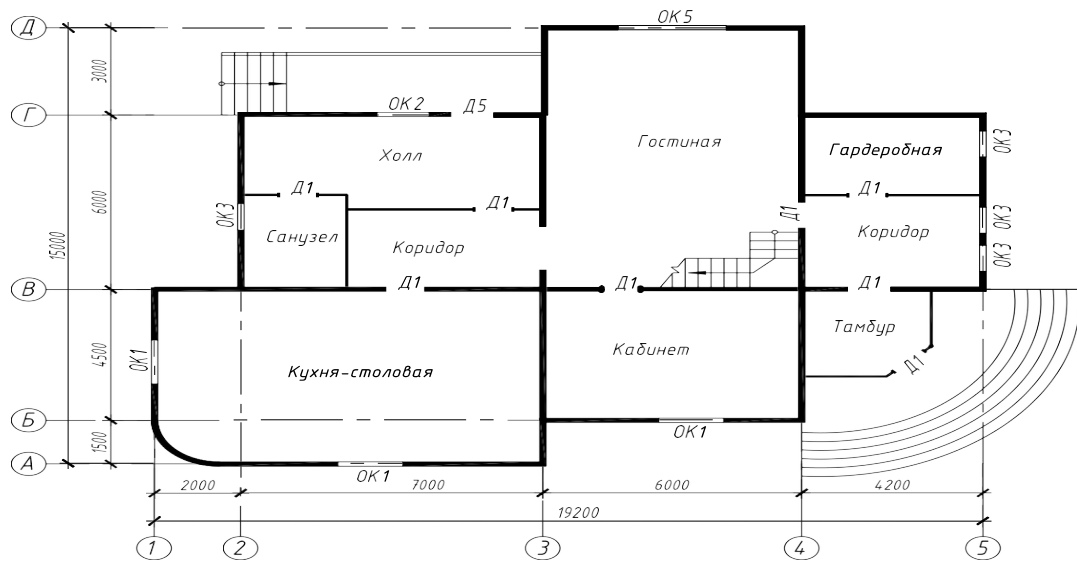 Д
ОК5
3000
Г
ОК2
Д5
Холл
Гостиная
Гардеробная
ОК3
Д1
Д1
6000
15000
ОК3
Д1
Д1
ОК3
Санузел
Коридор
Коридор
ОК3
В
Д1
Д1
Д1
Тамбур
4500
ОК1
Кабинет
Кухня-столовая
Д1
Б
ОК1
1500
А
ОК1
2000
7000
6000
4200
19200
1
2
3
4
5